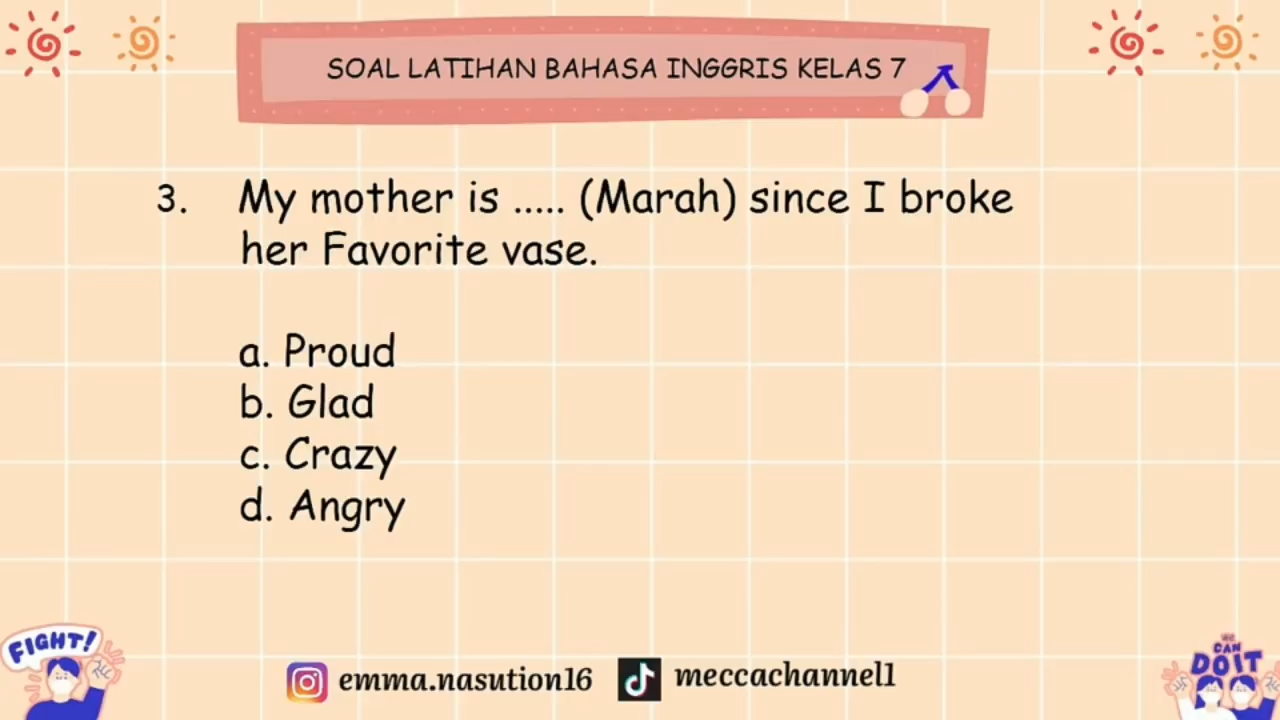 SOAL LATIHAN BAHASA INGGRIS KELAS 7
3. My mother is ..... (Marah) since I broke
her Favorite vase.
a. Proud
b. Glad
c. Crazy
d. Angry
FIGHT!
emma.nasution16
meccachannel1
WE
CAN
DO IT